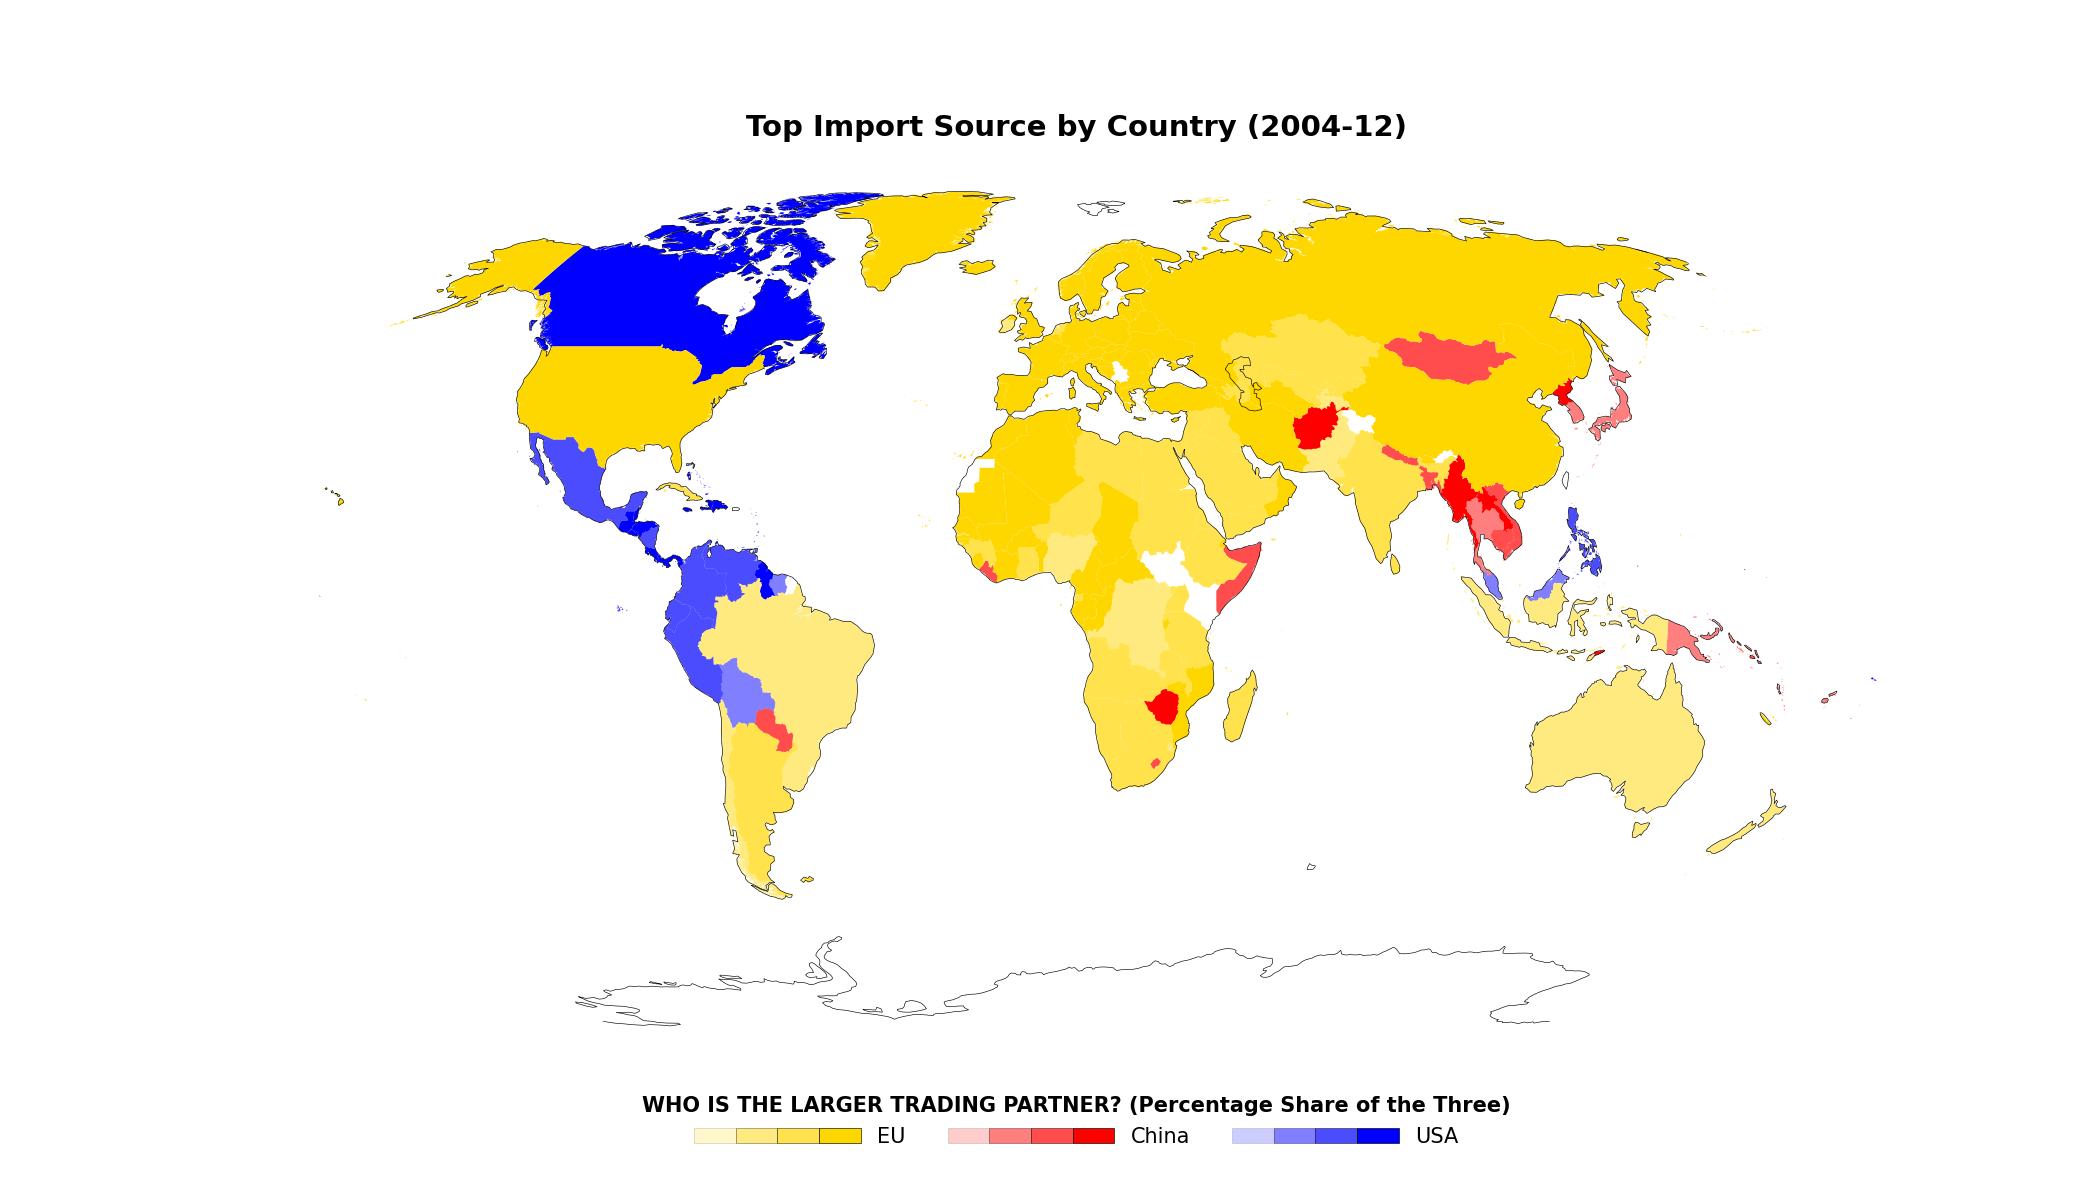 Top Import Source by Country (2004-12)
WHO IS THE LARGER TRADING PARTNER? (Percentage Share of the Three)
EU China USA